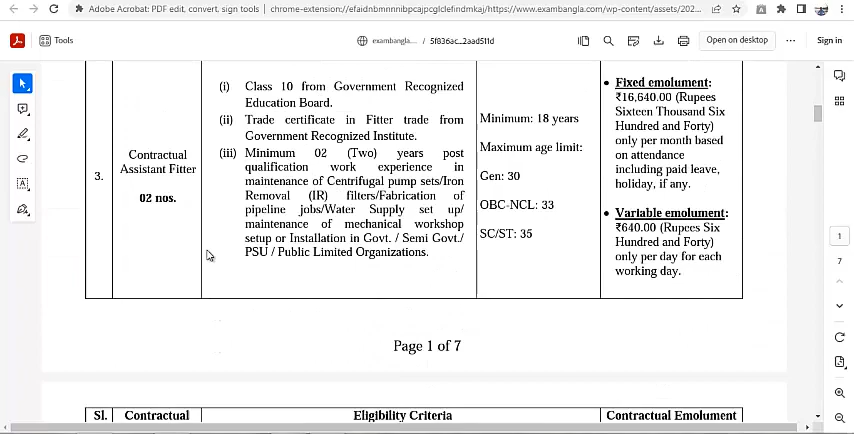 Adobe Acrobat: PDF edit, convert, sign tools | chrome-extension://efaidnbmnnnibpcajpcglclefindmkaj/https://www.exambangla.com/wp-content/assets/202...
Tools
exambangla... / 5f836ac...2aad511d
Open on desktop
Sign in
3.
Contractual
Assistant Fitter
02 nos.
(i) Class 10 from Government Recognized
Education Board.
(ii) Trade certificate in Fitter trade from
Government Recognized Institute.
(iii) Minimum 02 (Two) years post
qualification work experience in
maintenance of Centrifugal pump sets/Iron
Removal (IR) filters/Fabrication of
pipeline jobs/Water Supply set up/
maintenance of mechanical workshop
setup or Installation in Govt. / Semi Govt./
PSU / Public Limited Organizations.
Minimum: 18 years
Maximum age limit:
Gen: 30
OBC-NCL: 33
SC/ST: 35
• Fixed emolument:
₹16,640.00 (Rupees
Sixteen Thousand Six
Hundred and Forty)
only per month based
on attendance
including paid leave,
holiday, if any.
• Variable emolument:
₹640.00 (Rupees Six
Hundred and Forty)
only per day for each
working day.
Page 1 of 7
Sl.
Contractual
Eligibility Criteria
Contractual Emolument
1
7